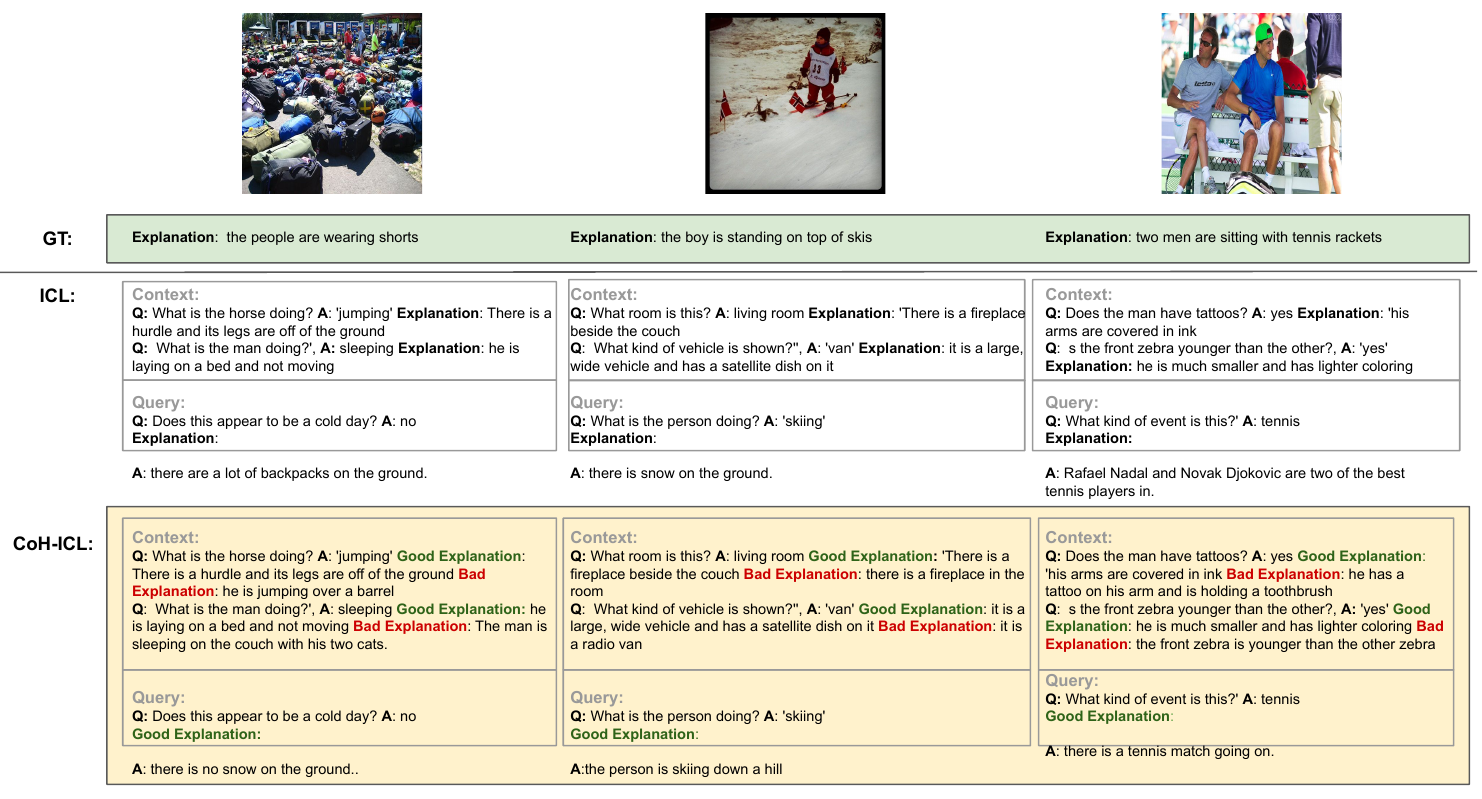 GT:
Explanation: the people are wearing shorts
Explanation: the boy is standing on top of skis
Explanation: two men are sitting with tennis rackets
ICL:
Context:
Q: What is the horse doing? A: 'jumping' Explanation: There is a
hurdle and its legs are off of the ground
Q: What is the man doing?', A: sleeping Explanation: he is
laying on a bed and not moving
Query:
Q: Does this appear to be a cold day? A: no
Explanation:
A: there are a lot of backpacks on the ground.
Context:
Q: What room is this? A: living room Explanation: 'There is a fireplace
beside the couch
Q: What kind of vehicle is shown?", A: 'van' Explanation: it is a large,
wide vehicle and has a satellite dish on it
Query:
Q: What is the person doing? A: 'skiing'
Explanation:
A: there is snow on the ground.
Context:
Q: Does the man have tattoos? A: yes Explanation: 'his
arms are covered in ink
Q: s the front zebra younger than the other?, A: 'yes'
Explanation: he is much smaller and has lighter coloring
Query:
Q: What kind of event is this?' A: tennis
Explanation:
A: Rafael Nadal and Novak Djokovic are two of the best
tennis players in.
CoH-ICL:
Context:
Q: What is the horse doing? A: 'jumping' Good Explanation:
There is a hurdle and its legs are off of the ground Bad
Explanation: he is jumping over a barrel
Q: What is the man doing?', A: sleeping Good Explanation: he
is laying on a bed and not moving Bad Explanation: The man is
sleeping on the couch with his two cats.
Query:
Q: Does this appear to be a cold day? A: no
Good Explanation:
A: there is no snow on the ground..
Context:
Q: What room is this? A: living room Good Explanation: 'There is a
fireplace beside the couch Bad Explanation: there is a fireplace in the
room
Q: What kind of vehicle is shown?", A: 'van' Good Explanation: it is a
large, wide vehicle and has a satellite dish on it Bad Explanation: it is
a radio van
Query:
Q: What is the person doing? A: 'skiing'
Good Explanation:
A:the person is skiing down a hill
Context:
Q: Does the man have tattoos? A: yes Good Explanation:
'his arms are covered in ink Bad Explanation: he has a
tattoo on his arm and is holding a toothbrush
Q: s the front zebra younger than the other?, A: 'yes' Good
Explanation: he is much smaller and has lighter coloring Bad
Explanation: the front zebra is younger than the other zebra
Query:
Q: What kind of event is this?' A: tennis
Good Explanation:
A: there is a tennis match going on.